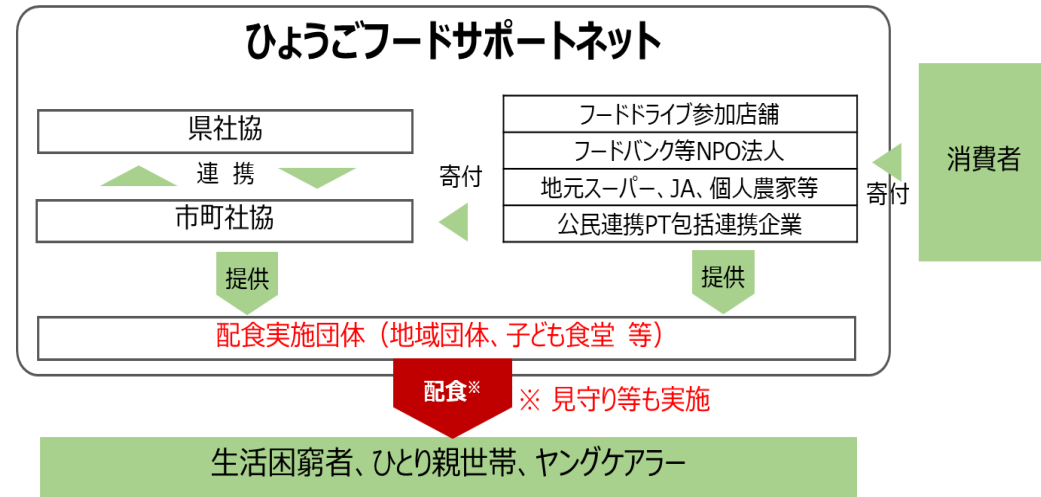 ひょうごフードサポートネット
県社協
連 携
市町社協
寄付
フードドライブ参加店舗
フードバンク等NPO法人
地元スーパー、JA、個人農家等
公民連携PT包括連携企業
寄付
消費者
提供
提供
配食実施団体（地域団体、子ども食堂 等）
配食※
※ 見守り等も実施
生活困窮者、ひとり親世帯、ヤングケアラー